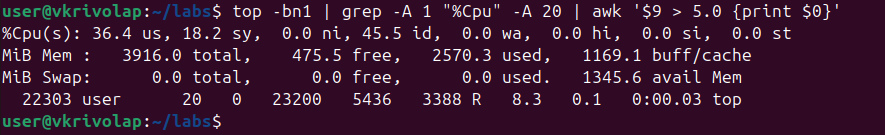 user@vkrivolap:~/labs$ top -bn1 | grep -A 1 "%Cpu" -A 20 | awk '$9 > 5.0 {print $0}'
%Cpu(s): 36.4 us, 18.2 sy,  0.0 ni, 45.5 id,  0.0 wa,  0.0 hi,  0.0 si,  0.0 st
MiB Mem :   3916.0 total,    475.5 free,   2570.3 used,   1169.1 buff/cache
MiB Swap:      0.0 total,      0.0 free,      0.0 used.   1345.6 avail Mem
  22303 user      20   0   23200   5436   3388 R   8.3   0.1   0:00.03 top
user@vkrivolap:~/labs$